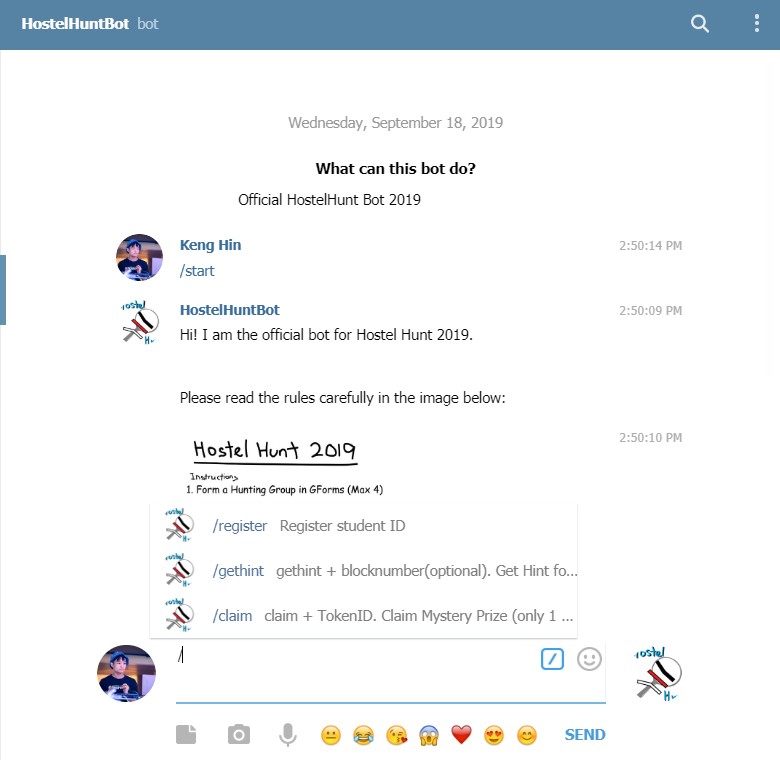 HostelHuntBot bot
Wednesday, September 18, 2019
What can this bot do?
Official HostelHunt Bot 2019
Keng Hin 2:50:14 PM
/start
HostelHuntBot 2:50:09 PM
Hi! I am the official bot for Hostel Hunt 2019.
Please read the rules carefully in the image below:
2:50:10 PM
Hostel Hunt 2019
Instructions
1. Form a Hunting Group in GForms (Max 4)
/register Register student ID
/gethint gethint + blocknumber(optional). Get Hint fo...
/claim claim + TokenID. Claim Mystery Prize (only 1 ...
/
SEND